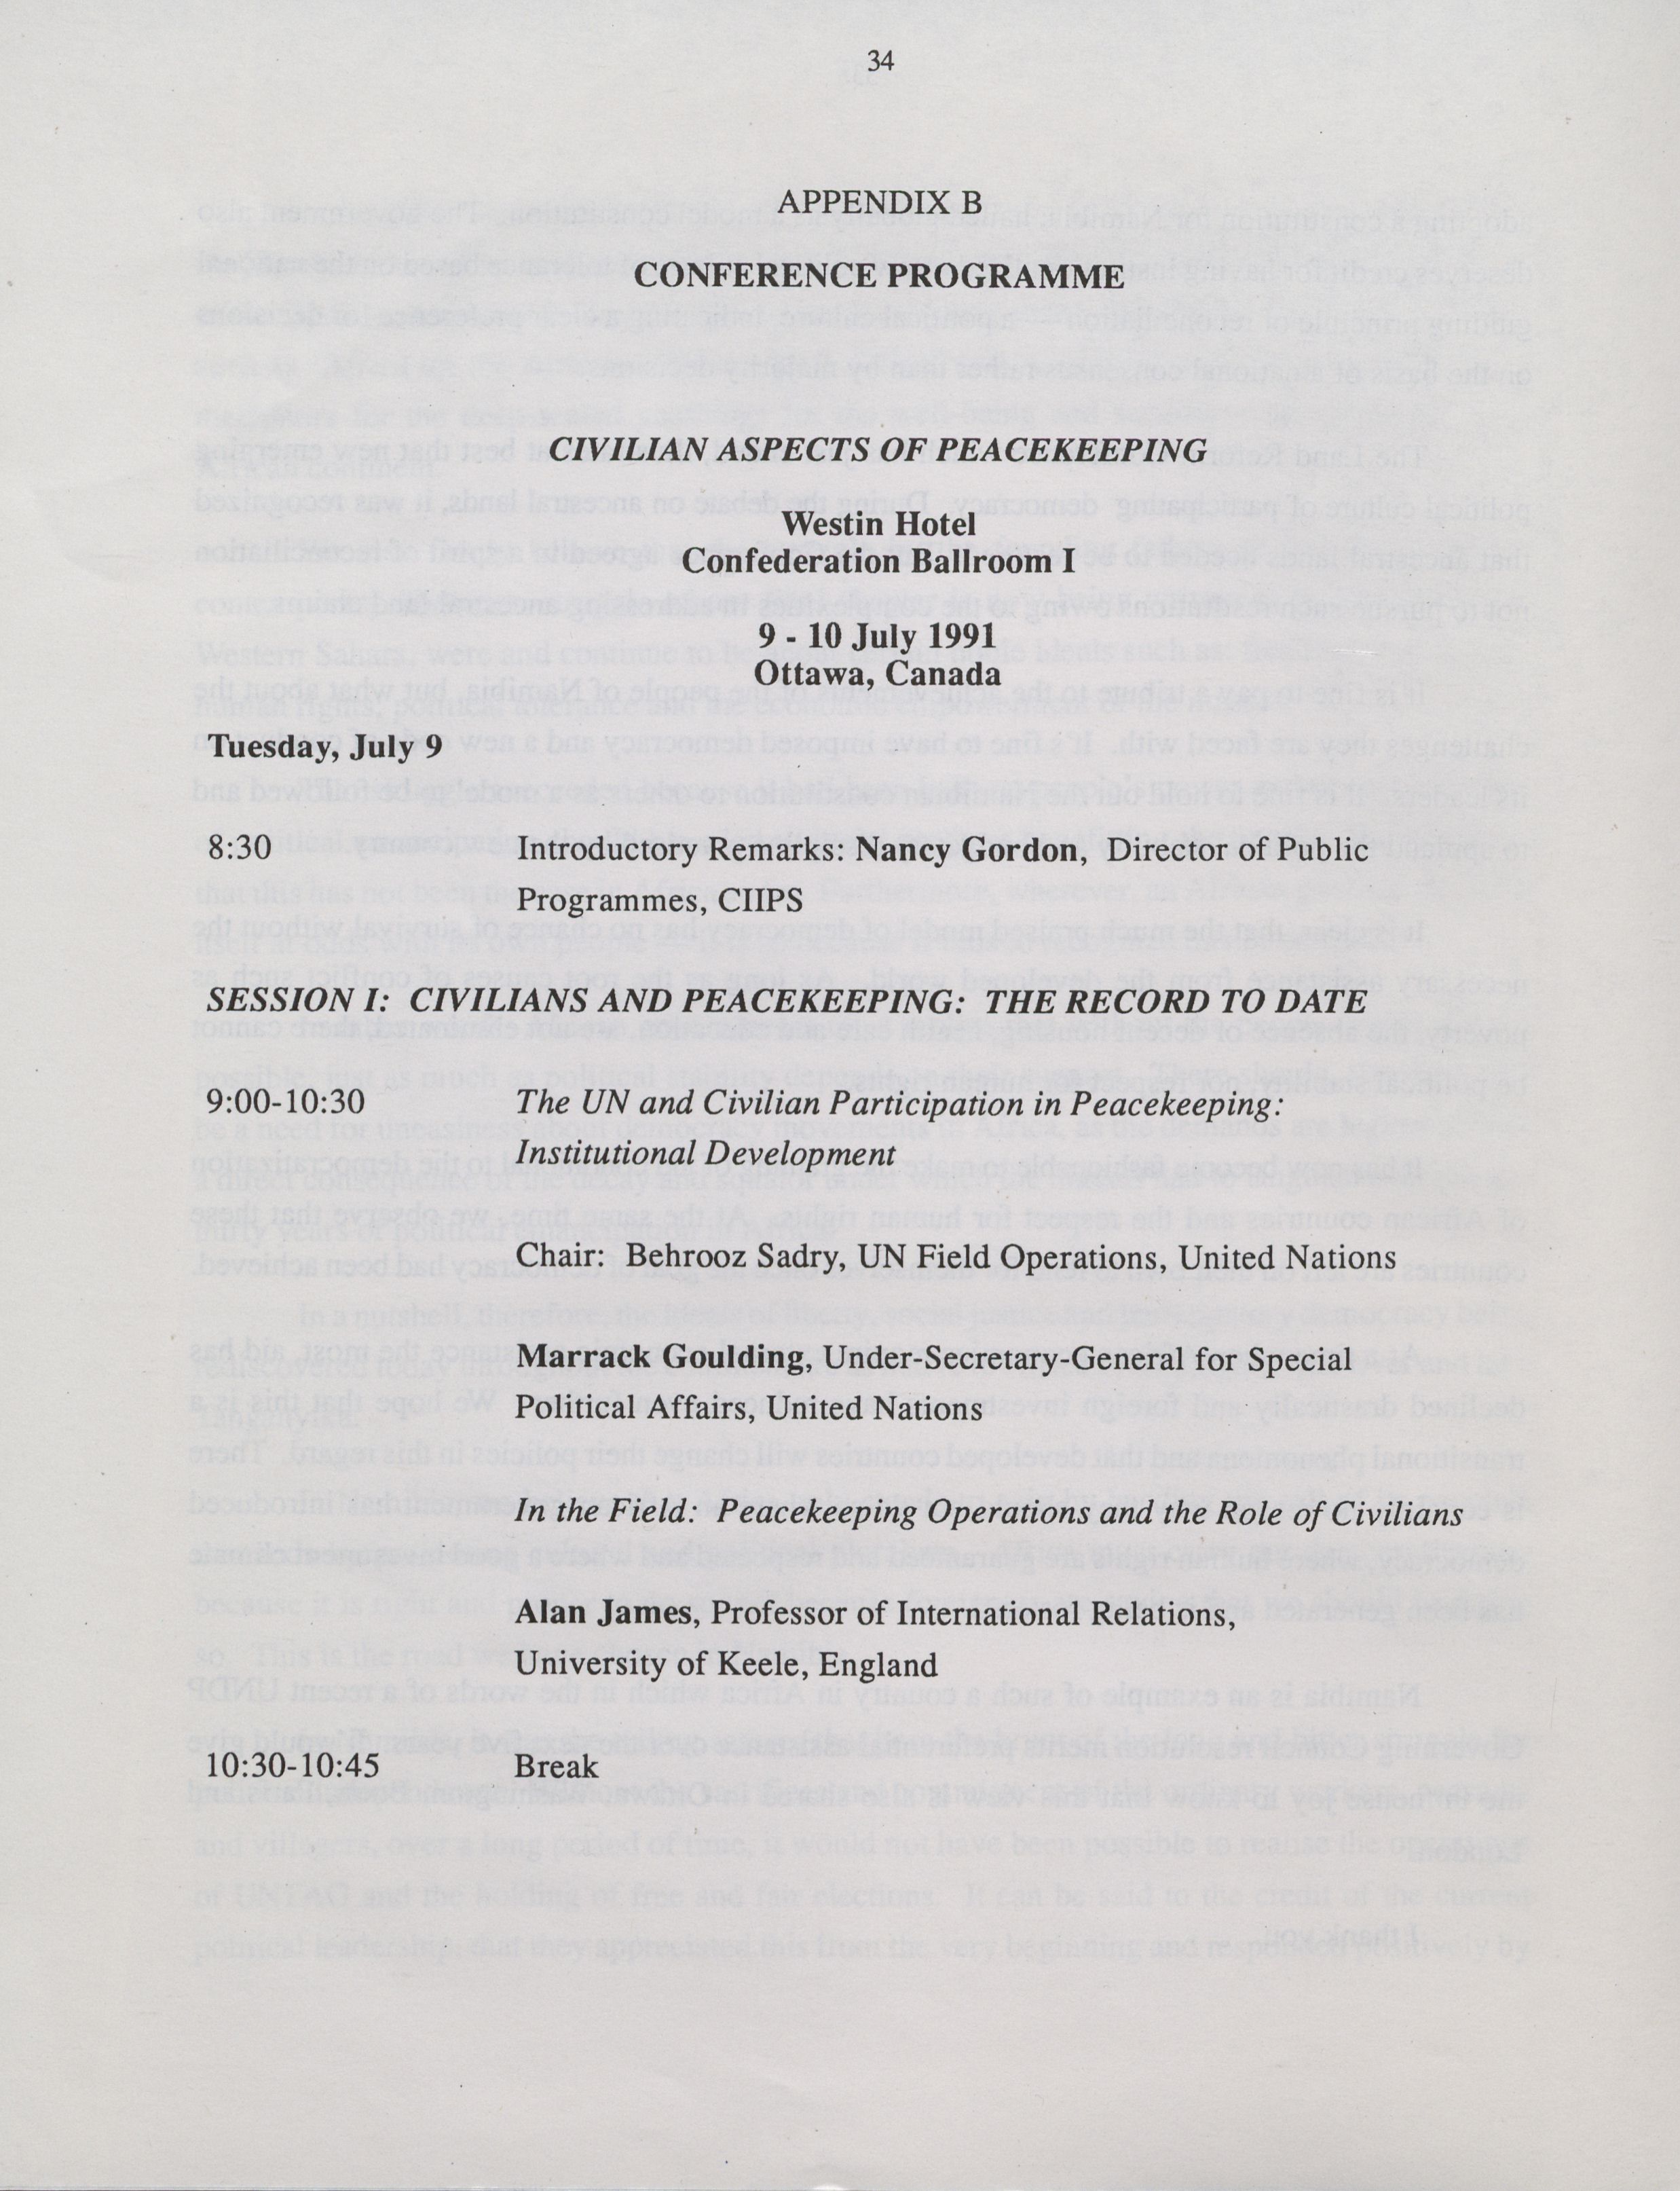 34
APPENDIX B
CONFERENCE PROGRAMME
CIVILIAN ASPECTS OF PEACEKEEPING
Westin Hotel
Confederation Ballroom I
9 - 10 July 1991
Ottawa, Canada
Tuesday, July 9
8:30 Introductory Remarks: Nancy Gordon, Director of Public
Programmes, CIIPS
SESSION I: CIVILIANS AND PEACEKEEPING: THE RECORD TO DATE
9:00-10:30 The UN and Civilian Participation in Peacekeeping:
Institutional Development
Chair: Behrooz Sadry, UN Field Operations, United Nations
Marrack Goulding, Under-Secretary-General for Special
Political Affairs, United Nations
In the Field: Peacekeeping Operations and the Role of Civilians
Alan James, Professor of International Relations,
University of Keele, England
10:30-10:45 Break